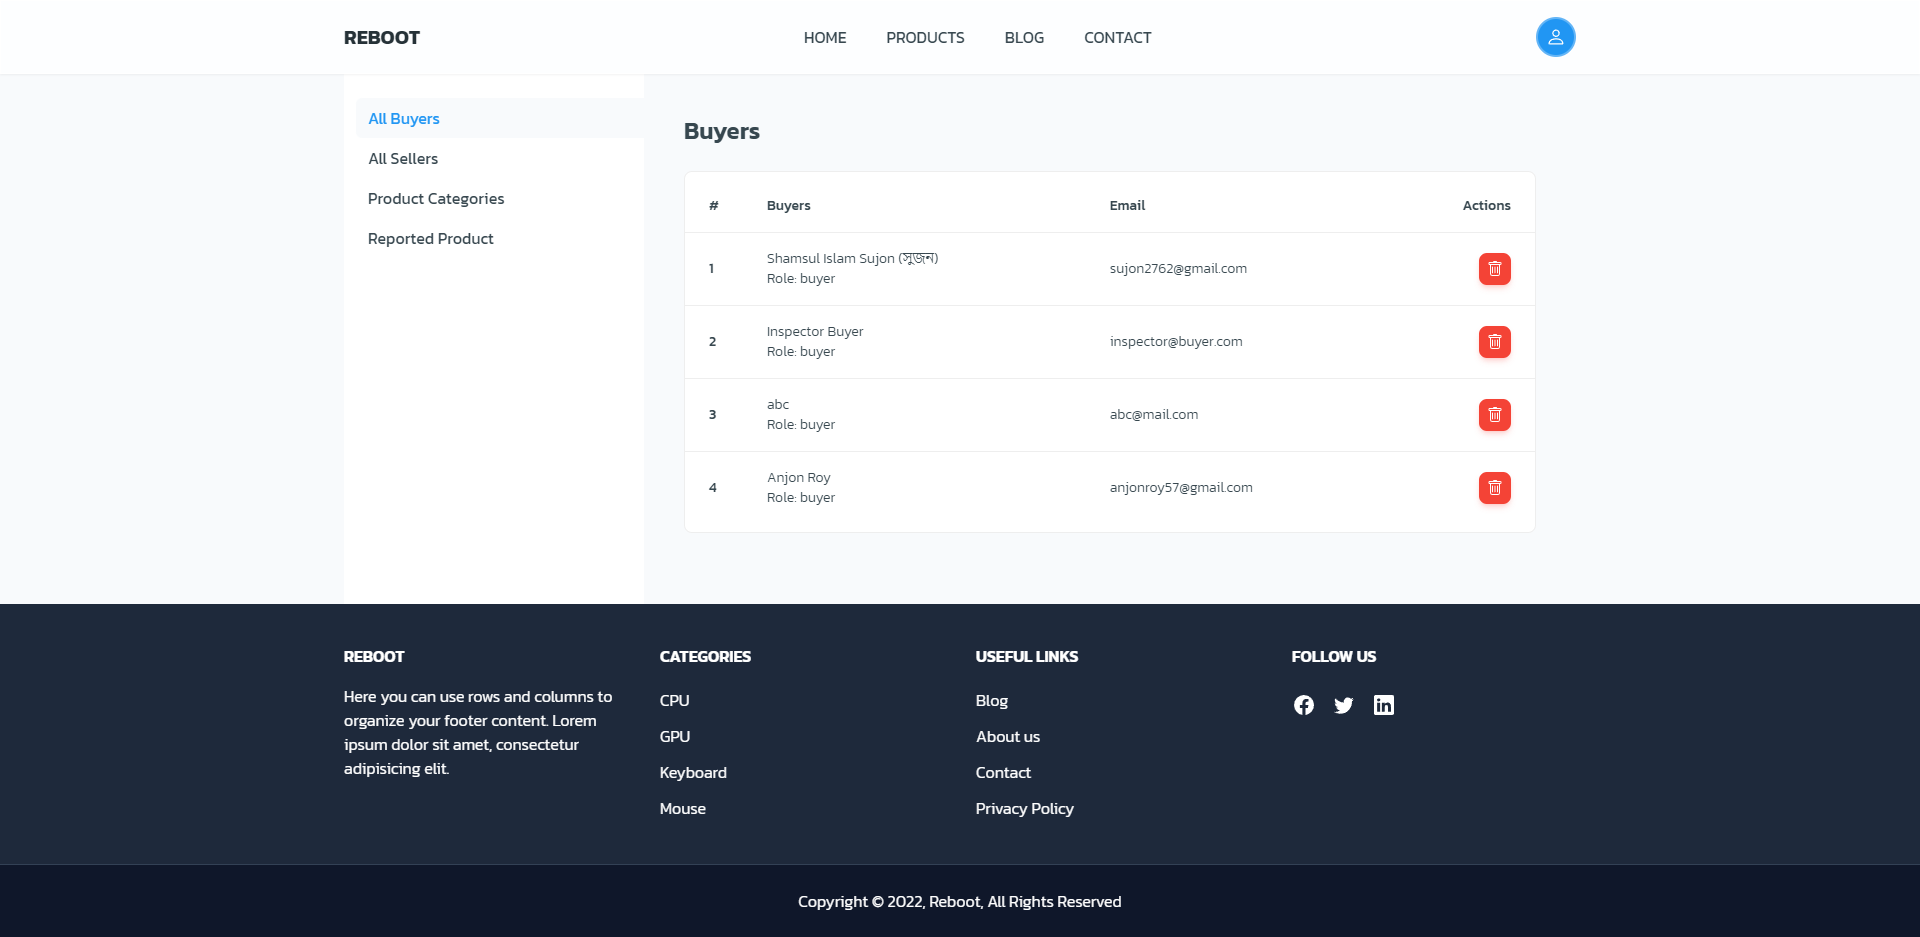 REBOOT
HOME PRODUCTS BLOG CONTACT
All Buyers
All Sellers
Product Categories
Reported Product
Buyers
# Buyers Email Actions
1 Shamsul Islam Sujon (সুজন) sujon2762@gmail.com
Role: buyer
2 Inspector Buyer inspector@buyer.com
Role: buyer
3 abc abc@mail.com
Role: buyer
4 Anjon Roy anjonroy57@gmail.com
Role: buyer
REBOOT
Here you can use rows and columns to
organize your footer content. Lorem
ipsum dolor sit amet, consectetur
adipisicing elit.
CATEGORIES
CPU
GPU
Keyboard
Mouse
USEFUL LINKS
Blog
About us
Contact
Privacy Policy
FOLLOW US
Copyright © 2022, Reboot, All Rights Reserved